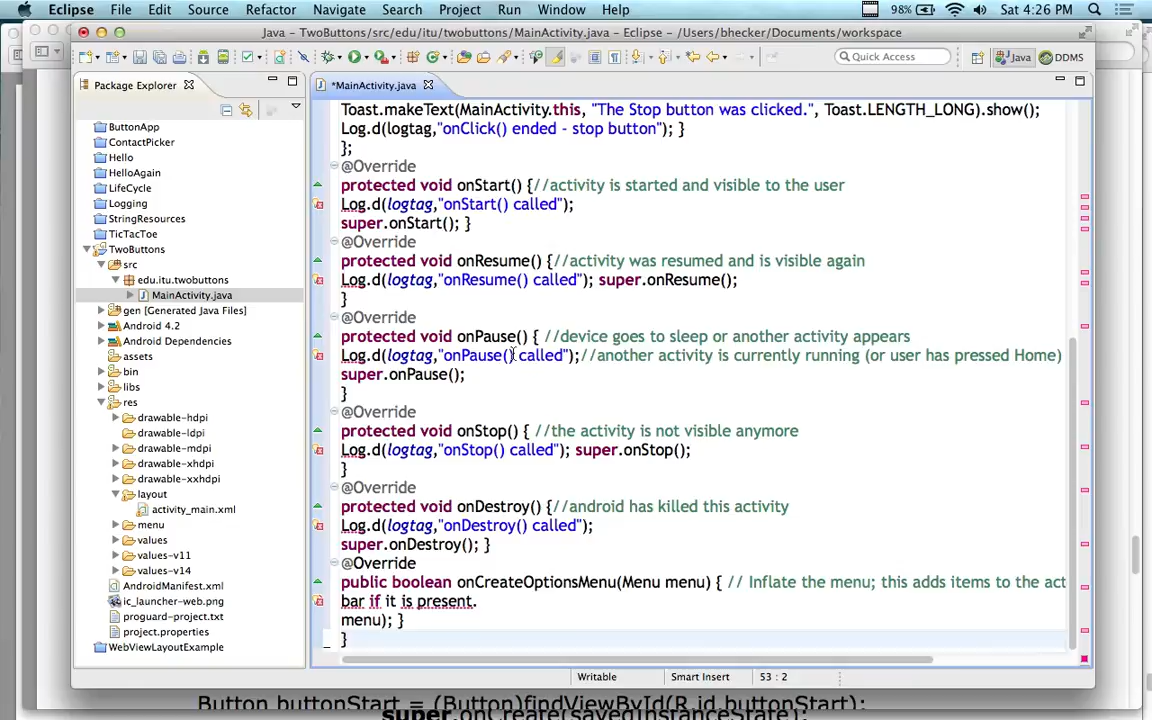 Eclipse File Edit Source Refactor Navigate Search Project Run Window Help 98% Sat 4:26 PM
Java – TwoButtons/src/edu/itu/twobuttons/MainActivity.java – Eclipse – /Users/bhecker/Documents/workspace
Quick Access Java DDMS
Package Explorer
*MainActivity.java
ButtonApp
ContactPicker
Hello
HelloAgain
LifeCycle
Logging
StringResources
TicTacToe
TwoButtons
src
edu.itu.twobuttons
MainActivity.java
gen [Generated Java Files]
Android 4.2
Android Dependencies
assets
bin
libs
res
drawable-hdpi
drawable-ldpi
drawable-mdpi
drawable-xhdpi
drawable-xxhdpi
layout
activity_main.xml
menu
values
values-v11
values-v14
AndroidManifest.xml
ic_launcher-web.png
proguard-project.txt
project.properties
WebViewLayoutExample
Toast.makeText(MainActivity.this, "The Stop button was clicked.", Toast.LENGTH_LONG).show();
Log.d(logtag,"onClick() ended - stop button"); }
};
@Override
protected void onStart() {//activity is started and visible to the user
Log.d(logtag,"onStart() called");
super.onStart(); }
@Override
protected void onResume() {//activity was resumed and is visible again
Log.d(logtag,"onResume() called"); super.onResume();
}
@Override
protected void onPause() { //device goes to sleep or another activity appears
Log.d(logtag,"onPause() called");//another activity is currently running (or user has pressed Home)
super.onPause();
}
@Override
protected void onStop() { //the activity is not visible anymore
Log.d(logtag,"onStop() called"); super.onStop();
}
@Override
protected void onDestroy() {//android has killed this activity
Log.d(logtag,"onDestroy() called");
super.onDestroy(); }
@Override
public boolean onCreateOptionsMenu(Menu menu) { // Inflate the menu; this adds items to the act
bar if it is present.
menu); }
}
Writable Smart Insert 53 : 2
Button buttonStart = (Button)findViewById(R.id.buttonStart);
super.onCreate(savedInstanceState);